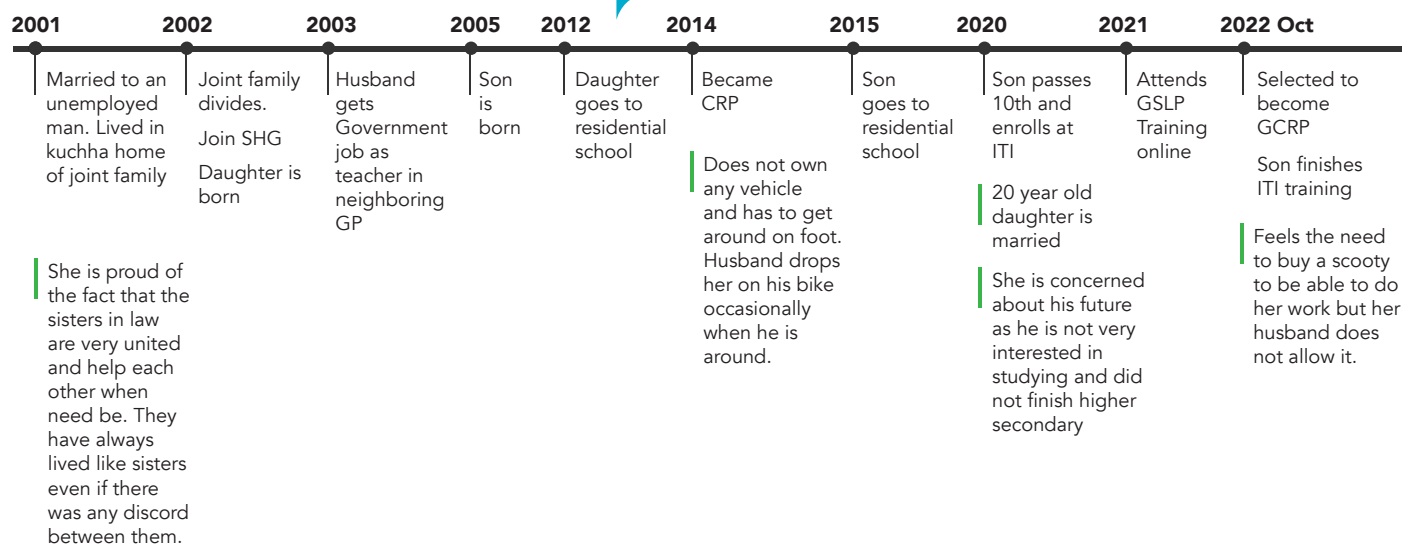 2001
Married to an
unemployed
man. Lived in
kuchha home
of joint family
She is proud of
the fact that the
sisters in law
are very united
and help each
other when
need be. They
have always
lived like sisters
even if there
was any discord
between them.
2002
Joint family
divides.
Join SHG
Daughter is
born
2003
Husband
gets
Government
job as
teacher in
neighboring
GP
2005
Son
is
born
2012
Daughter
goes to
residential
school
2014
Became
CRP
Does not own
any vehicle
and has to get
around on foot.
Husband drops
her on his bike
occasionally
when he is
around.
2015
Son
goes to
residential
school
2020
Son passes
10th and
enrolls at
ITI
20 year old
daughter is
married
She is concerned
about his future
as he is not very
interested in
studying and did
not finish higher
secondary
2021
Attends
GSLP
Training
online
2022 Oct
Selected to
become
GCRP
Son finishes
ITI training
Feels the need
to buy a scooty
to be able to do
her work but her
husband does
not allow it.